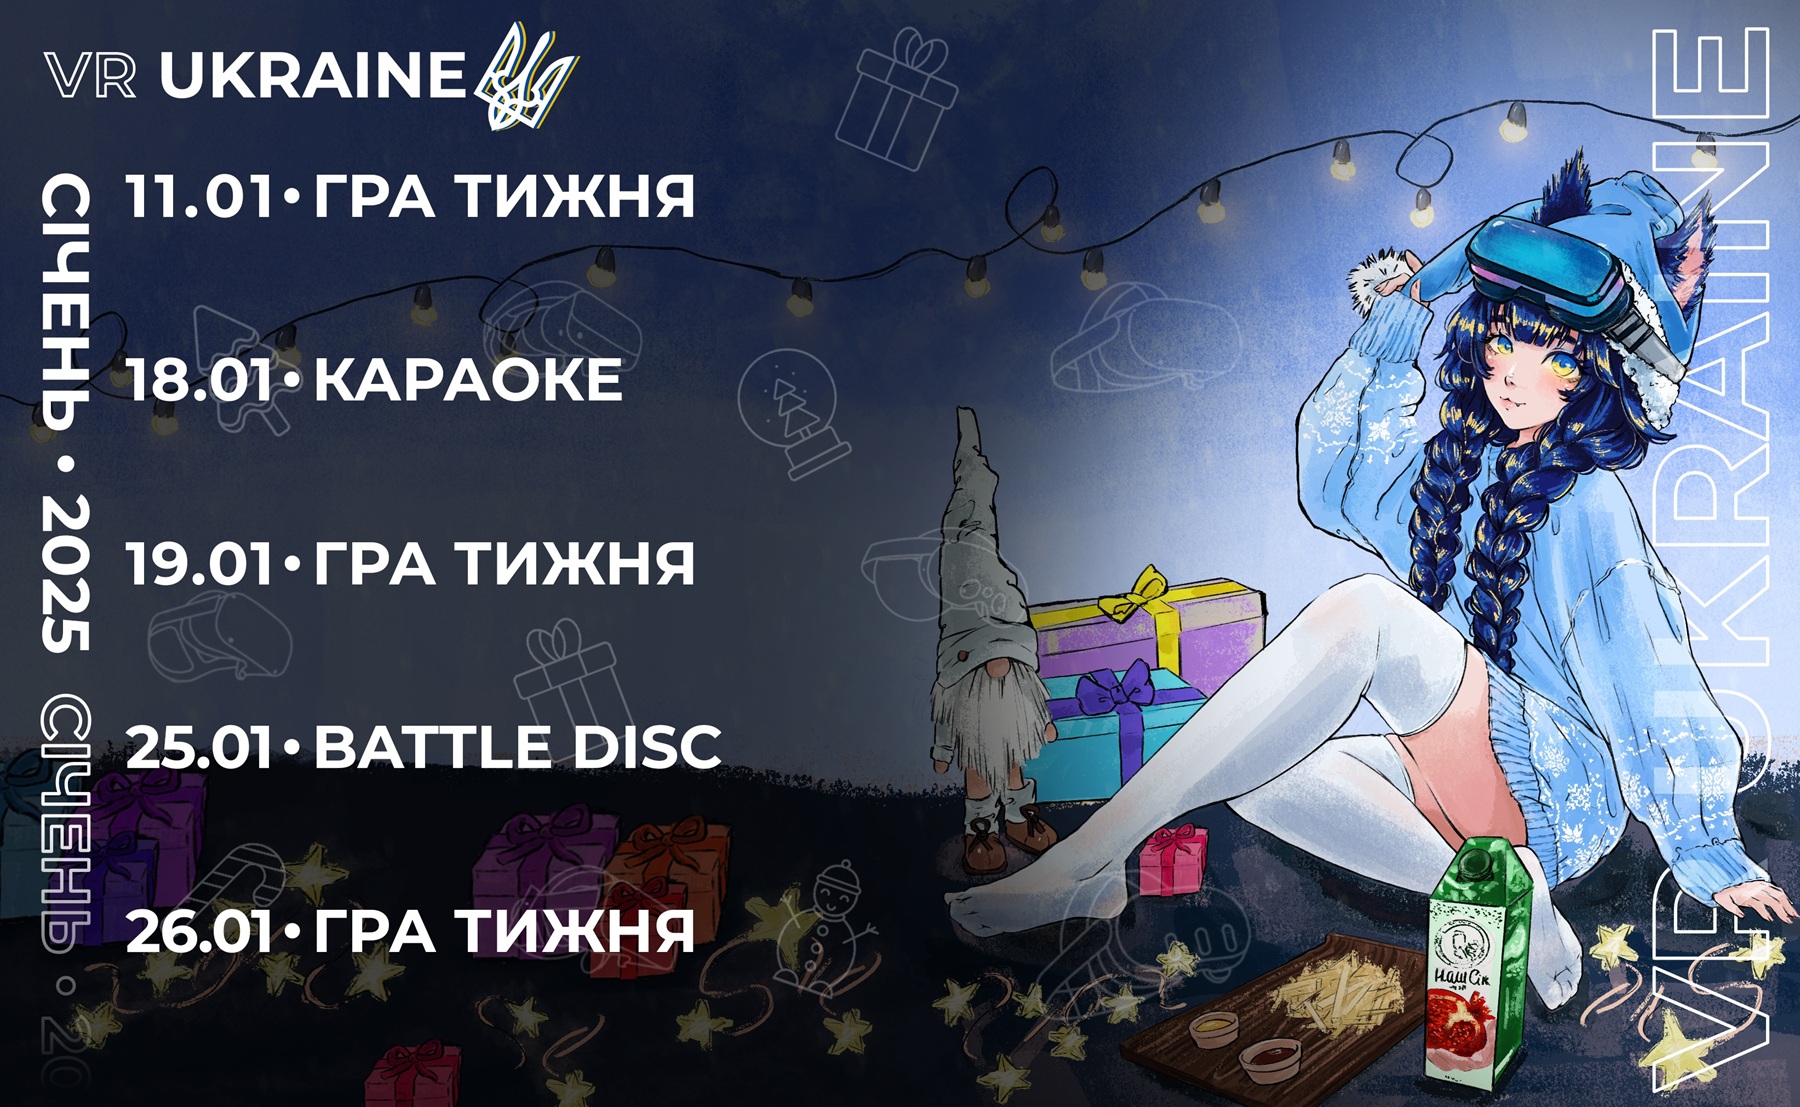 VR UKRAINE
СІЧЕНЬ • 2025 СІЧЕНЬ • 20
11.01 • ГРА ТИЖНЯ
18.01 • КАРАОКЕ
19.01 • ГРА ТИЖНЯ
25.01 • BATTLE DISC
26.01 • ГРА ТИЖНЯ
VR UKRAINE
наш Сік